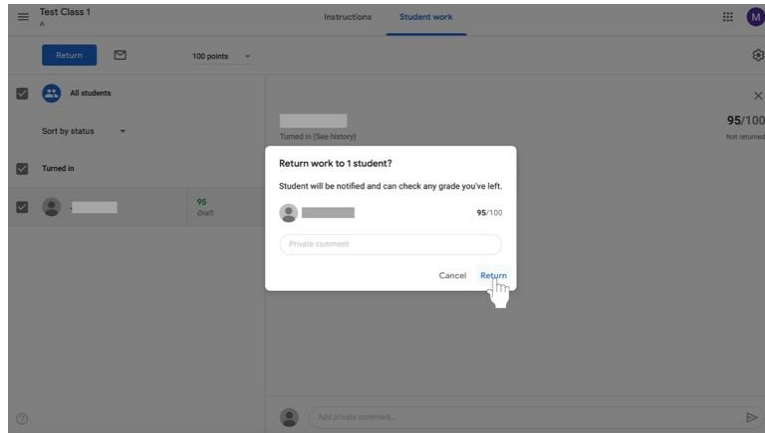 Test Class 1
A
Instructions
Student work
M
Return
100 points
All students
Sort by status
Turned in
95
Draft
Turned in (See history)
95/100
Not returned
Return work to 1 student?
Student will be notified and can check any grade you've left.
95/100
Private comment
Cancel
Return
Add private comment...